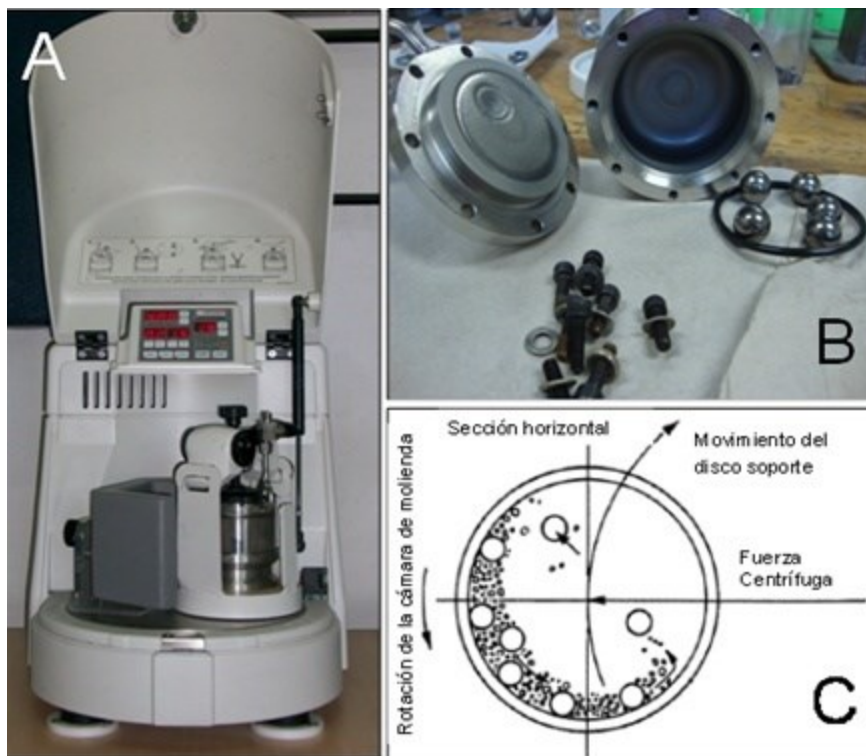 A
B
Sección horizontal
Movimiento del
disco soporte
Fuerza
Centrífuga
Rotación de la cámara de molienda
C